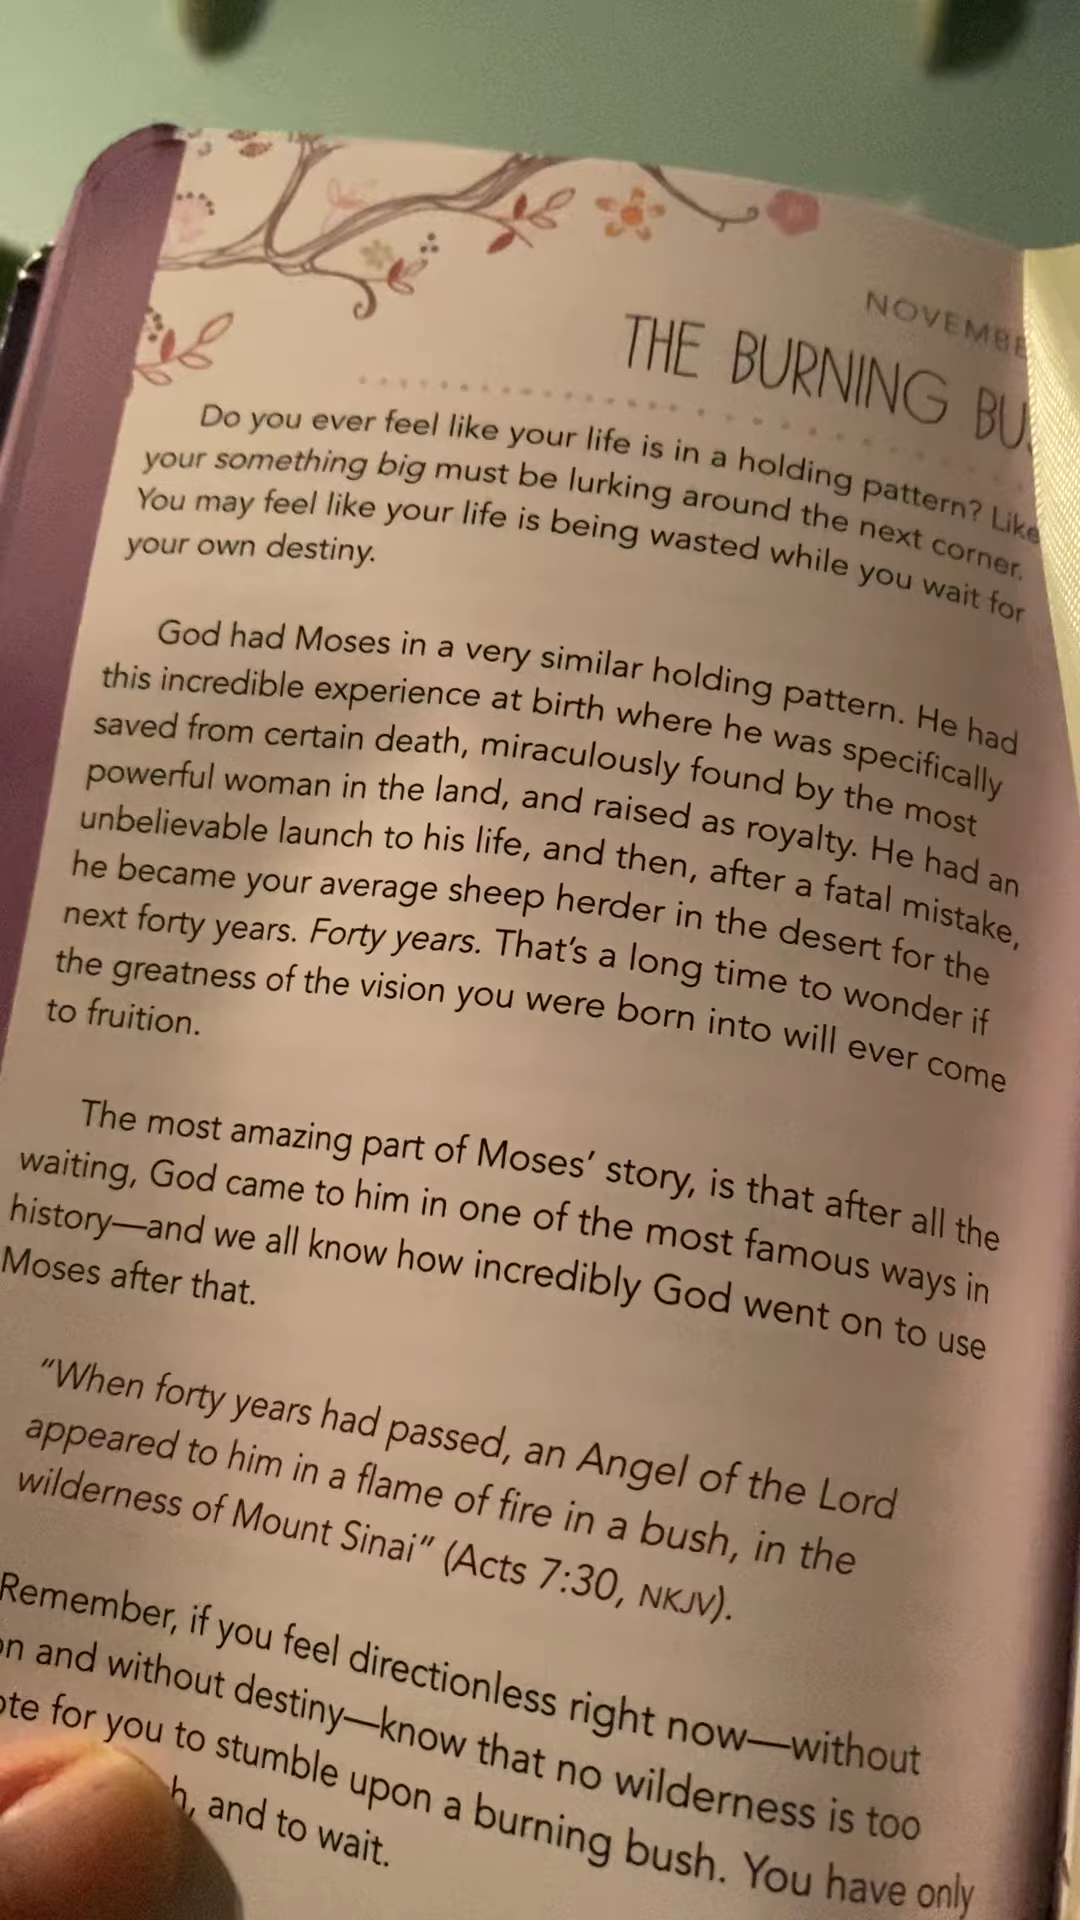 NOVEMBE
THE BURNING BU
Do you ever feel like your life is in a holding pattern? Like
your something big must be lurking around the next corner.
You may feel like your life is being wasted while you wait for
your own destiny.
God had Moses in a very similar holding pattern. He had
this incredible experience at birth where he was specifically
saved from certain death, miraculously found by the most
powerful woman in the land, and raised as royalty. He had an
unbelievable launch to his life, and then, after a fatal mistake,
he became your average sheep herder in the desert for the
next forty years. Forty years. That's a long time to wonder if
the greatness of the vision you were born into will ever come
to fruition.
The most amazing part of Moses' story, is that after all the
waiting, God came to him in one of the most famous ways in
history—and we all know how incredibly God went on to use
Moses after that.
"When forty years had passed, an Angel of the Lord
appeared to him in a flame of fire in a bush, in the
wilderness of Mount Sinai" (Acts 7:30, NKJV).
Remember, if you feel directionless right now—without
on and without destiny—know that no wilderness is too
ote for you to stumble upon a burning bush. You have only
h, and to wait.